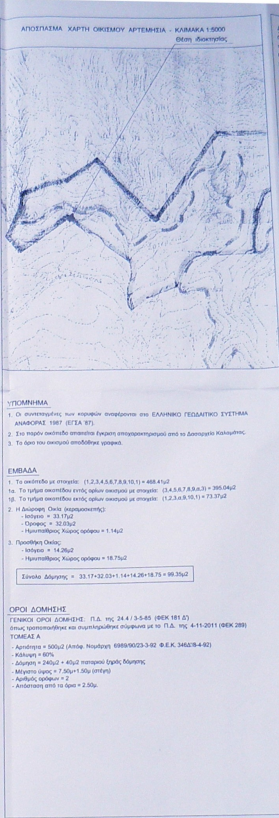 ΑΠΟΣΠΑΣΜΑ ΧΑΡΤΗ ΟΙΚΙΣΜΟΥ ΑΡΤΕΜΗΣΙΑ - ΚΛΙΜΑΚΑ 1:5000
Θέση ιδιοκτησίας
ΥΠΟΜΝΗΜΑ
1. Οι συντεταγμένες των κορυφών αναφέρονται στο ΕΛΛΗΝΙΚΟ ΓΕΩΔΑΙΤΙΚΟ ΣΥΣΤΗΜΑ
ΑΝΑΦΟΡΑΣ 1987 (ΕΓΣΑ '87).
2. Στο παρόν οικόπεδο απαιτείται έγκριση αποχαρακτηρισμού από το Δασαρχείο Καλαμάτας.
3. Το όριο του οικισμού αποδόθηκε γραφικά.
ΕΜΒΑΔΑ
1. Το οικόπεδο με στοιχεία: (1,2,3,4,5,6,7,8,9,10,1) = 468.41μ2
1α. Το τμήμα οικοπέδου εντός ορίων οικισμού με στοιχεία: (3,4,5,6,7,8,9,α,3) = 395.04μ2
1β. Το τμήμα οικοπέδου εκτός ορίων οικισμού με στοιχεία: (1,2,3,α,9,10,1) = 73.37μ2
2. Η Διώροφη Οικία (κεραμοσκεπής):
- Ισόγειο = 33.17μ2
- Όροφος = 32.03μ2
- Ημιυπαίθριος Χώρος ορόφου = 1.14μ2
3. Προσθήκη Οικίας:
- Ισόγειο = 14.26μ2
- Ημιυπαίθριος Χώρος ορόφου = 18.75μ2
Σύνολο Δόμησης = 33.17+32.03+1.14+14.26+18.75 = 99.35μ2
ΟΡΟΙ ΔΟΜΗΣΗΣ
ΓΕΝΙΚΟΙ ΟΡΟΙ ΔΟΜΗΣΗΣ: Π.Δ. της 24.4 / 3-5-85 (ΦΕΚ 181 Δ')
όπως τροποποιήθηκε και συμπληρώθηκε σύμφωνα με το Π.Δ. της 4-11-2011 (ΦΕΚ 289)
ΤΟΜΕΑΣ Α
- Αρτιότητα = 500μ2 (Απόφ. Νομάρχη 6989/90/23-3-92 Φ.Ε.Κ. 346Δ'/8-4-92)
- Κάλυψη = 60%
- Δόμηση = 240μ2 + 40μ2 παταριού ξηράς δόμησης
- Μέγιστο ύψος = 7.50μ+1.50μ (στέγη)
- Αριθμός ορόφων = 2
- Απόσταση από τα όρια = 2.50μ.